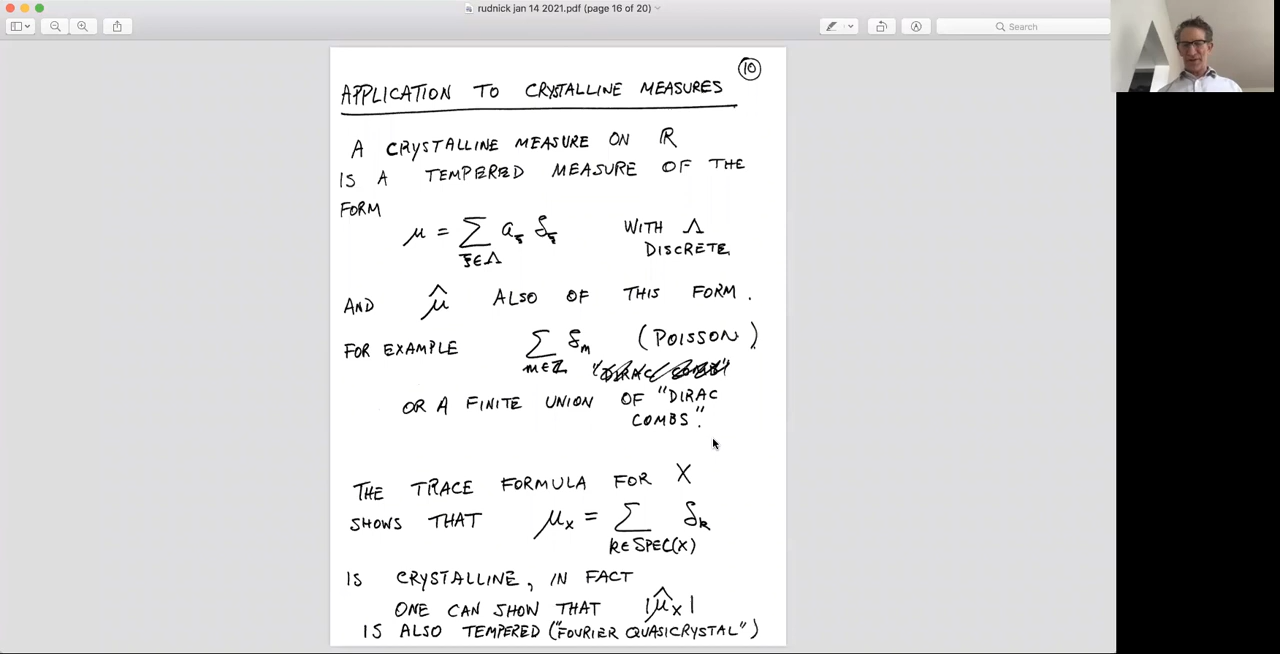 rudnick jan 14 2021.pdf (page 16 of 20)
Search
10
APPLICATION TO CRYSTALLINE MEASURES
A CRYSTALLINE MEASURE ON ℝ
IS A TEMPERED MEASURE OF THE
FORM
μ = Σ_{ξ∈Λ} a_ξ δ_ξ WITH Λ
DISCRETE
AND μ̂ ALSO OF THIS FORM.
FOR EXAMPLE Σ_{m∈ℤ} δ_m (POISSON)
OR A FINITE UNION OF "DIRAC
COMBS".
THE TRACE FORMULA FOR X
SHOWS THAT μ_X = Σ_{k∈SPEC(X)} δ_k
IS CRYSTALLINE, IN FACT
ONE CAN SHOW THAT |μ̂_X|
IS ALSO TEMPERED ("FOURIER QUASICRYSTAL")